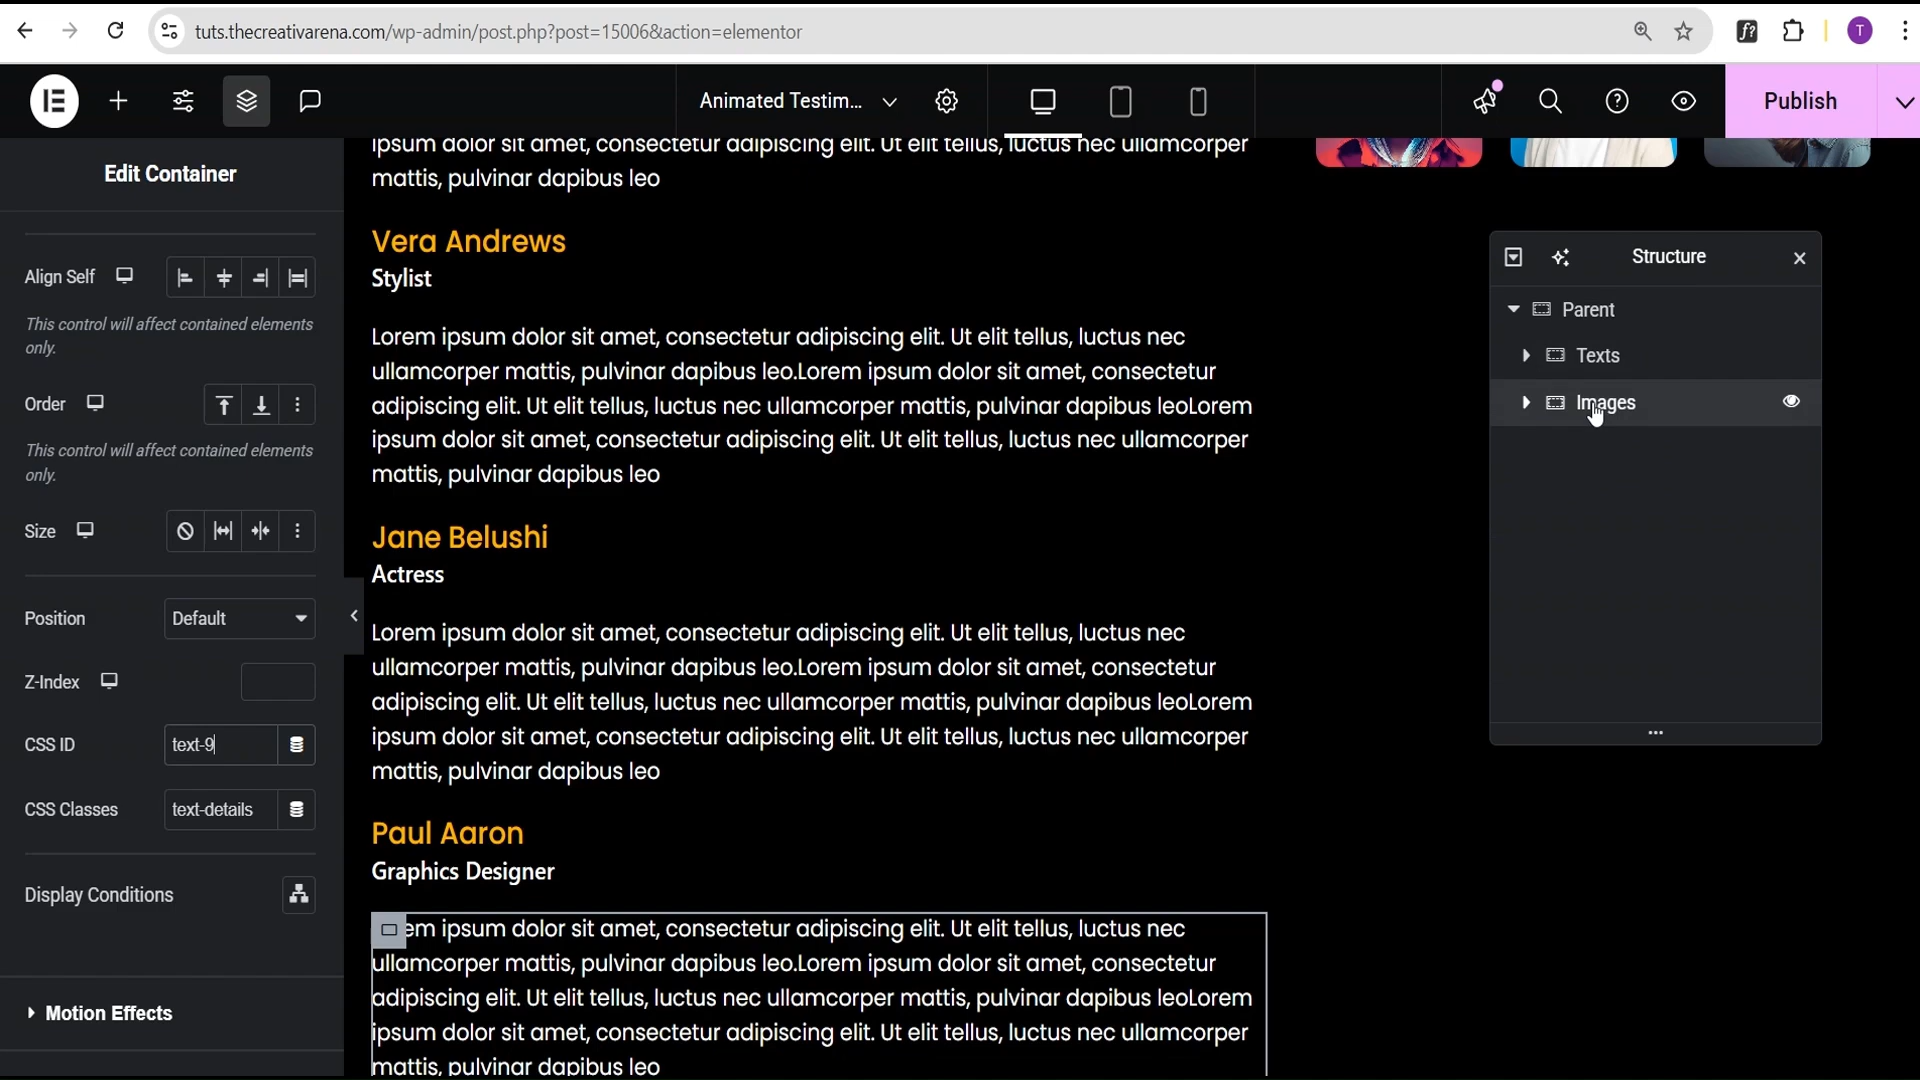 tuts.thecreativarena.com/wp-admin/post.php?post=15006&action=elementor
T
Animated Testim...
Publish
Edit Container
Align Self
This control will affect contained elements
only.
Order
This control will affect contained elements
only.
Size
Position
Default
Z-Index
CSS ID
text-9
CSS Classes
text-details
Display Conditions
Motion Effects
ipsum dolor sit amet, consectetur adipiscing elit. Ut elit tellus, luctus nec ullamcorper
mattis, pulvinar dapibus leo
Vera Andrews
Stylist
Lorem ipsum dolor sit amet, consectetur adipiscing elit. Ut elit tellus, luctus nec
ullamcorper mattis, pulvinar dapibus leo.Lorem ipsum dolor sit amet, consectetur
adipiscing elit. Ut elit tellus, luctus nec ullamcorper mattis, pulvinar dapibus leoLorem
ipsum dolor sit amet, consectetur adipiscing elit. Ut elit tellus, luctus nec ullamcorper
mattis, pulvinar dapibus leo
Jane Belushi
Actress
Lorem ipsum dolor sit amet, consectetur adipiscing elit. Ut elit tellus, luctus nec
ullamcorper mattis, pulvinar dapibus leo.Lorem ipsum dolor sit amet, consectetur
adipiscing elit. Ut elit tellus, luctus nec ullamcorper mattis, pulvinar dapibus leoLorem
ipsum dolor sit amet, consectetur adipiscing elit. Ut elit tellus, luctus nec ullamcorper
mattis, pulvinar dapibus leo
Paul Aaron
Graphics Designer
em ipsum dolor sit amet, consectetur adipiscing elit. Ut elit tellus, luctus nec
ullamcorper mattis, pulvinar dapibus leo.Lorem ipsum dolor sit amet, consectetur
adipiscing elit. Ut elit tellus, luctus nec ullamcorper mattis, pulvinar dapibus leoLorem
ipsum dolor sit amet, consectetur adipiscing elit. Ut elit tellus, luctus nec ullamcorper
mattis, pulvinar dapibus leo
Structure
Parent
Texts
Images